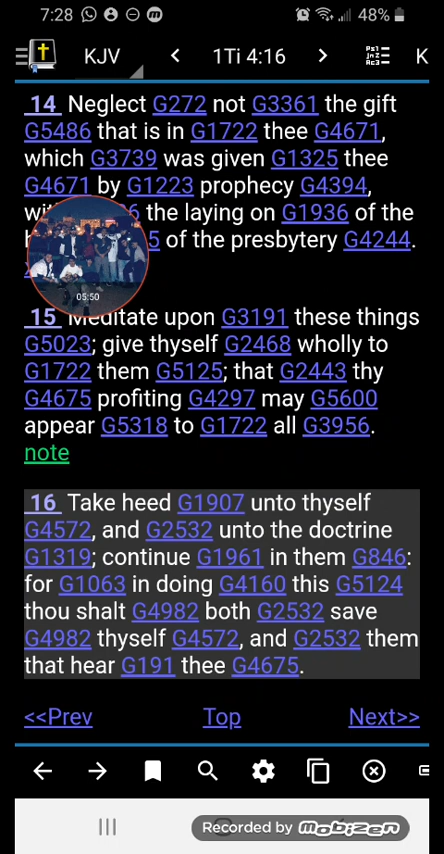 7:28 48%
KJV < 1Ti 4:16 > K
14 Neglect G272 not G3361 the gift
G5486 that is in G1722 thee G4671,
which G3739 was given G1325 thee
G4671 by G1223 prophecy G4394,
the laying on G1936 of the
5 of the presbytery G4244.
05:50
15 Meditate upon G3191 these things
G5023; give thyself G2468 wholly to
G1722 them G5125; that G2443 thy
G4675 profiting G4297 may G5600
appear G5318 to G1722 all G3956.
note
16 Take heed G1907 unto thyself
G4572, and G2532 unto the doctrine
G1319; continue G1961 in them G846:
for G1063 in doing G4160 this G5124
thou shalt G4982 both G2532 save
G4982 thyself G4572, and G2532 them
that hear G191 thee G4675.
<<Prev Top Next>>
Recorded by Mobizen